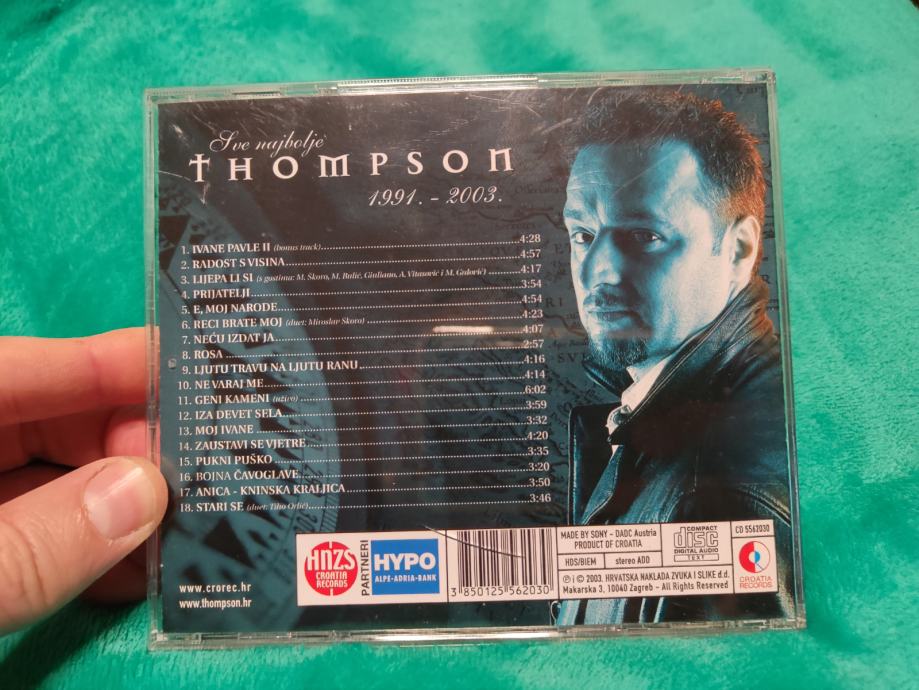 Sve najbolje
THOMPSON
1991. - 2003.
1. IVANE PAVLE II (bonus track) 4:28
2. RADOST S VISINA 4:57
3. LIJEPA LI SI (s gostima: M. Škoro, M. Bulić, Giuliano, A. Vitasović i M. Galović) 4:17
4. PRIJATELJI 3:54
5. E, MOJ NARODE 4:54
6. RECI BRATE MOJ (duet: Miroslav Škoro) 4:23
7. NEĆU IZDAT JA 4:07
8. ROSA 2:57
9. LJUTU TRAVU NA LJUTU RANU 4:16
10. NE VARAJ ME 4:14
11. GENI KAMENI (uživo) 6:02
12. IZA DEVET SELA 3:59
13. MOJ IVANE 3:32
14. ZAUSTAVI SE VJETRE 4:20
15. PUKNI PUŠKO 3:35
16. BOJNA ČAVOGLAVE 3:20
17. ANICA - KNINSKA KRALJICA 3:50
18. STARI SE (duet: Tiho Orlić) 3:46
www.crorec.hr
www.thompson.hr
HNZS
CROATIA
RECORDS
PARTNERI
HYPO
ALPE-ADRIA-BANK
3 850125 562030
MADE BY SONY - DADC Austria
PRODUCT OF CROATIA
HDS/BIEM
stereo ADD
COMPACT
disc
DIGITAL AUDIO
TEXT
CD 5562030
CROATIA
RECORDS
℗ i © 2003. HRVATSKA NAKLADA ZVUKA I SLIKE d.d.
Makarska 3, 10040 Zagreb - All Rights Reserved